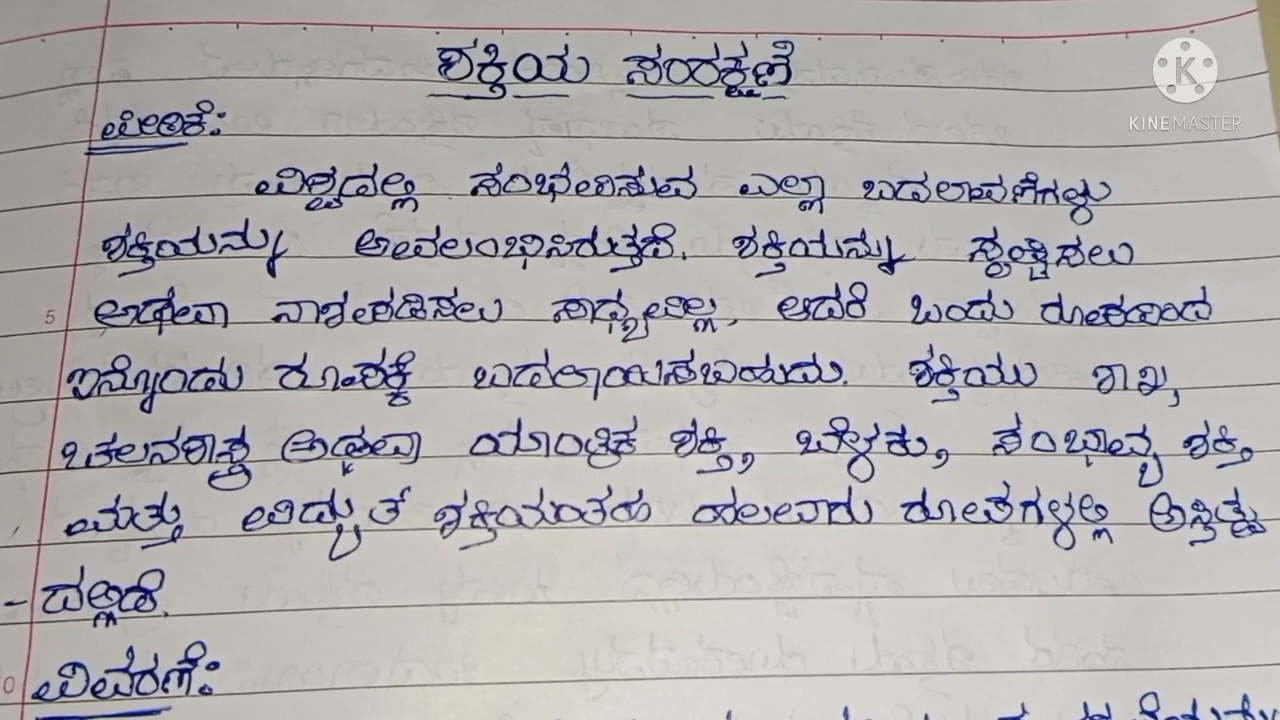 ಶಕ್ತಿಯ ಸಂರಕ್ಷಣೆ
KINEMASTER
ಪೀಠಿಕೆ:
ವಿಶ್ವದಲ್ಲಿ ಸಂಭವಿಸುವ ಎಲ್ಲಾ ಬದಲಾವಣೆಗಳು
ಶಕ್ತಿಯನ್ನು ಅವಲಂಭಿಸಿರುತ್ತದೆ. ಶಕ್ತಿಯನ್ನು ಸೃಷ್ಟಿಸಲು
ಅಥವಾ ನಾಶಪಡಿಸಲು ಸಾಧ್ಯವಿಲ್ಲ, ಆದರೆ ಒಂದು ರೂಪದಿಂದ
ಇನ್ನೊಂದು ರೂಪಕ್ಕೆ ಬದಲಾಯಿಸಬಹುದು. ಶಕ್ತಿಯು ಶಾಖ,
ಚಲನಶಾಸ್ತ್ರ ಅಥವಾ ಯಾಂತ್ರಿಕ ಶಕ್ತಿ, ಬೆಳಕು, ಸಂಭಾವ್ಯ ಶಕ್ತಿ
ಮತ್ತು ವಿದ್ಯುತ್ ಶಕ್ತಿಯಂತಹ ಹಲವಾರು ರೂಪಗಳಲ್ಲಿ ಅಸ್ತಿತ್ವ
-ದಲ್ಲಿದೆ.
ವಿವರಣೆ: